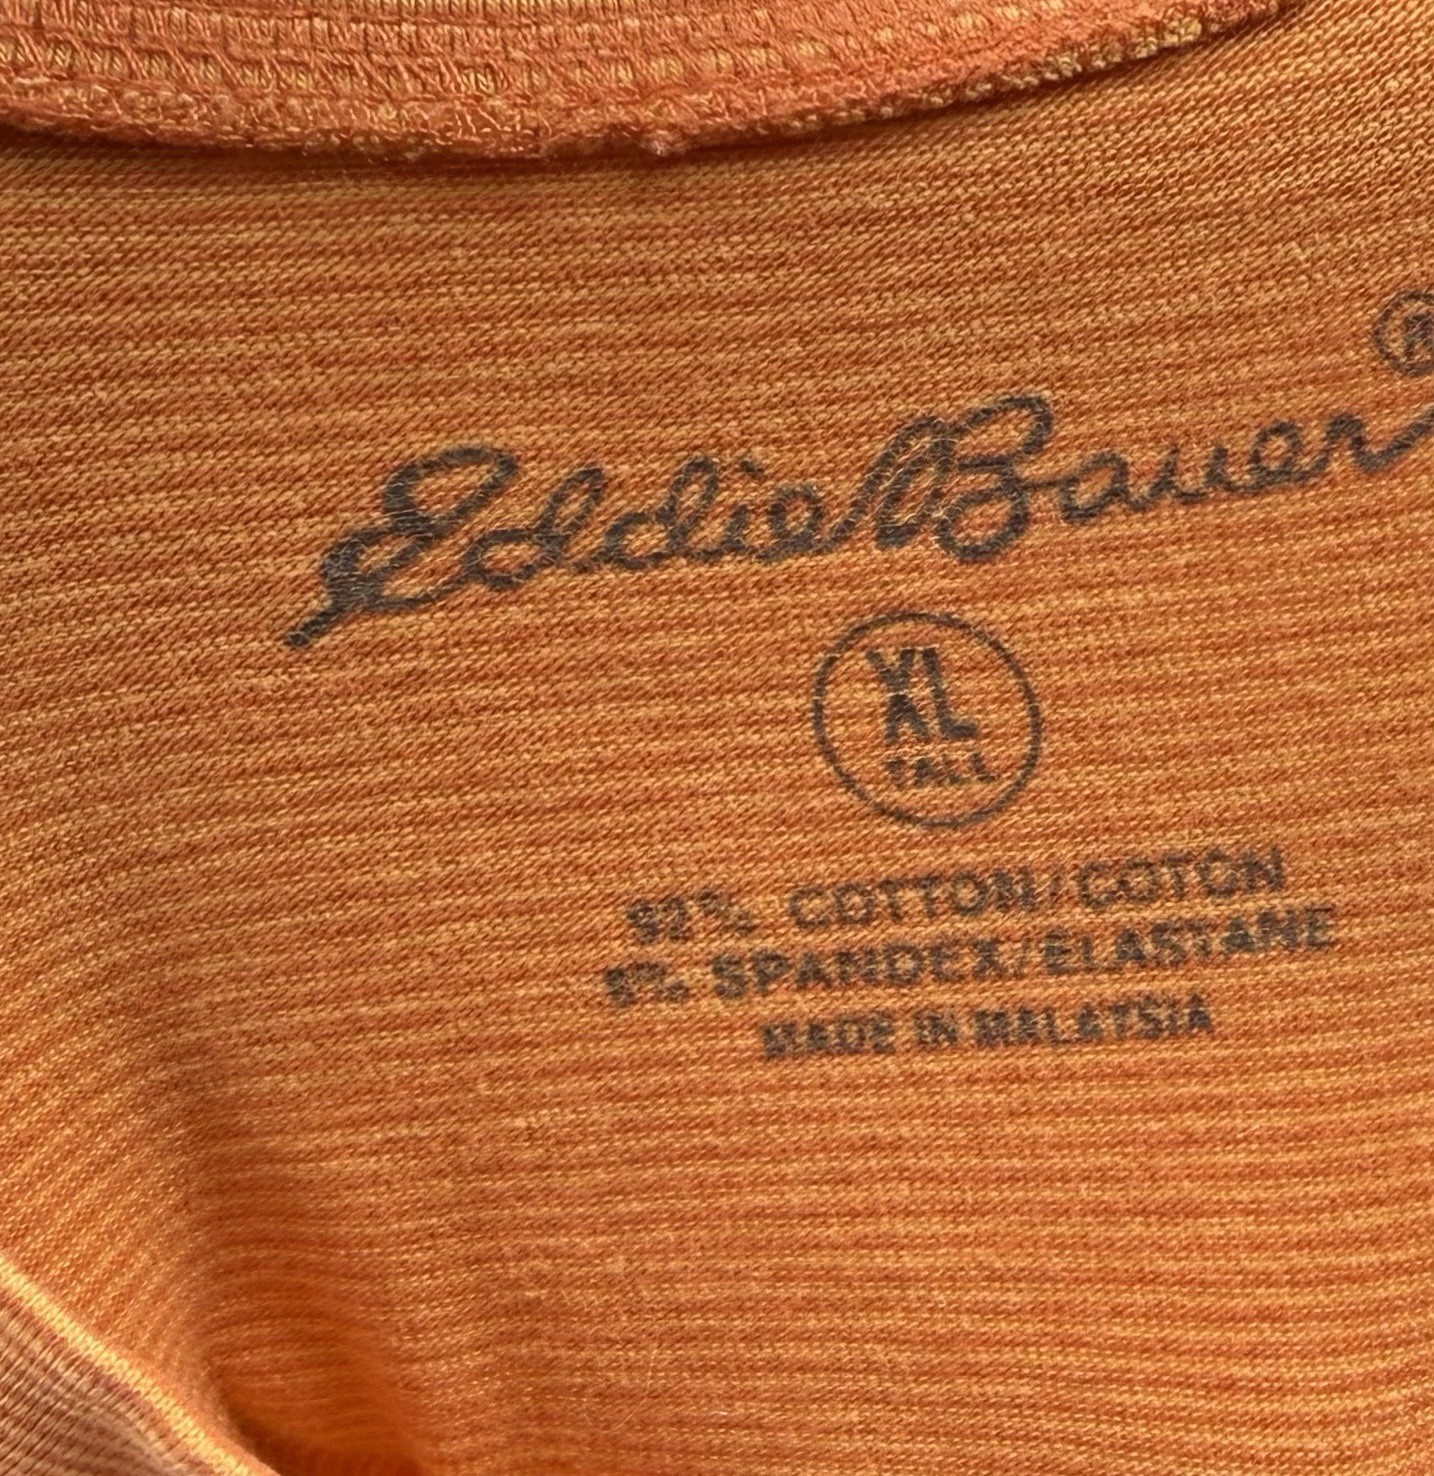 Eddie Bauer®
XL
TALL
92% COTTON/COTON
8% SPANDEX/ELASTANE
MADE IN MALAYSIA